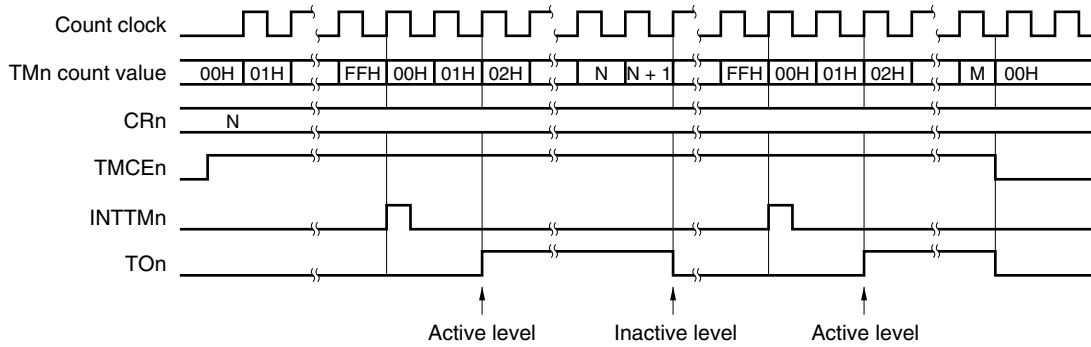 Count clock
TMn count value 00H 01H FFH 00H 01H 02H N N + 1 FFH 00H 01H 02H M 00H
CRn N
TMCEn
INTTMn
TOn
Active level Inactive level Active level